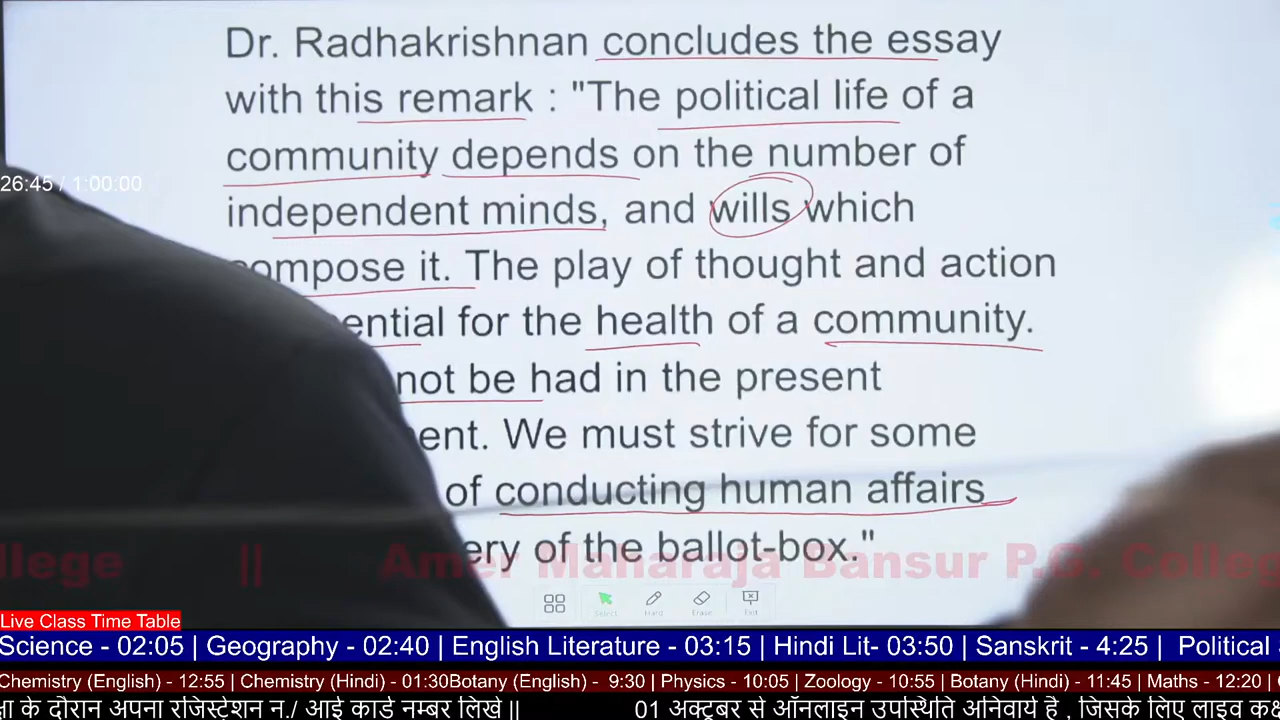 Dr. Radhakrishnan concludes the essay
with this remark : "The political life of a
community depends on the number of
26:45 / 1:00:00
independent minds, and wills which
it. The play of thought and action
for the health of a community.
not be had in the present
We must strive for some
of conducting human affairs
of the ballot-box."
|| Amer Maharaja Bansur P.G.
Select Erase
Live Class Time Table
Science - 02:05 | Geography - 02:40 | English Literature - 03:15 | Hindi Lit- 03:50 | Sanskrit - 4:25 | Political
Chemistry (English) - 12:55 | Chemistry (Hindi) - 01:30Botany (English) - 9:30 | Physics - 10:05 | Zoology - 10:55 | Botany (Hindi) - 11:45 | Maths - 12:20 |
के दौरान अपना रजिस्ट्रेशन न./ आई कार्ड नम्बर लिखे || 01 अक्टूबर से ऑनलाइन उपस्थिति अनिवार्य है , जिसके लिए लाइव